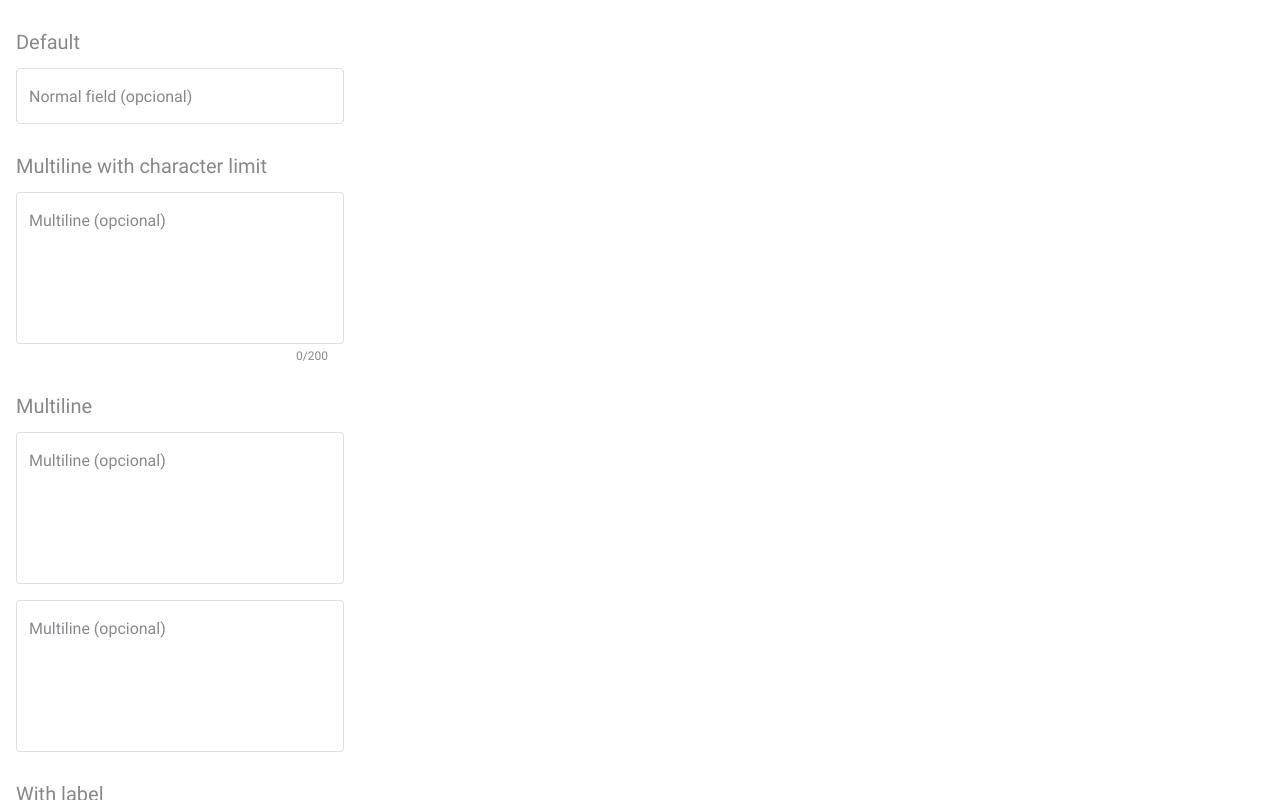 Default
Normal field (opcional)
Multiline with character limit
Multiline (opcional)
0/200
Multiline
Multiline (opcional)
Multiline (opcional)
With label